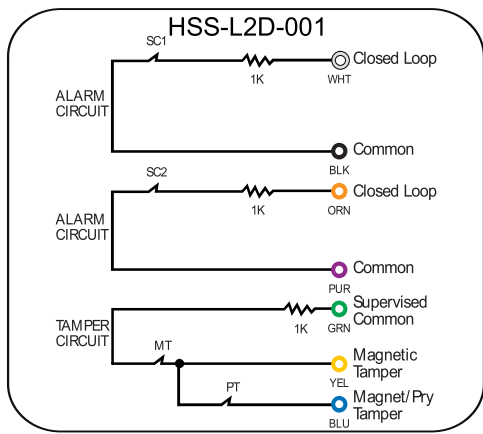 HSS-L2D-001
SC1
1K
Closed Loop
WHT
ALARM
CIRCUIT
Common
BLK
SC2
1K
Closed Loop
ORN
ALARM
CIRCUIT
Common
PUR
Supervised
Common
1K
GRN
TAMPER
CIRCUIT
MT
Magnetic
Tamper
YEL
PT
Magnet/Pry
Tamper
BLU